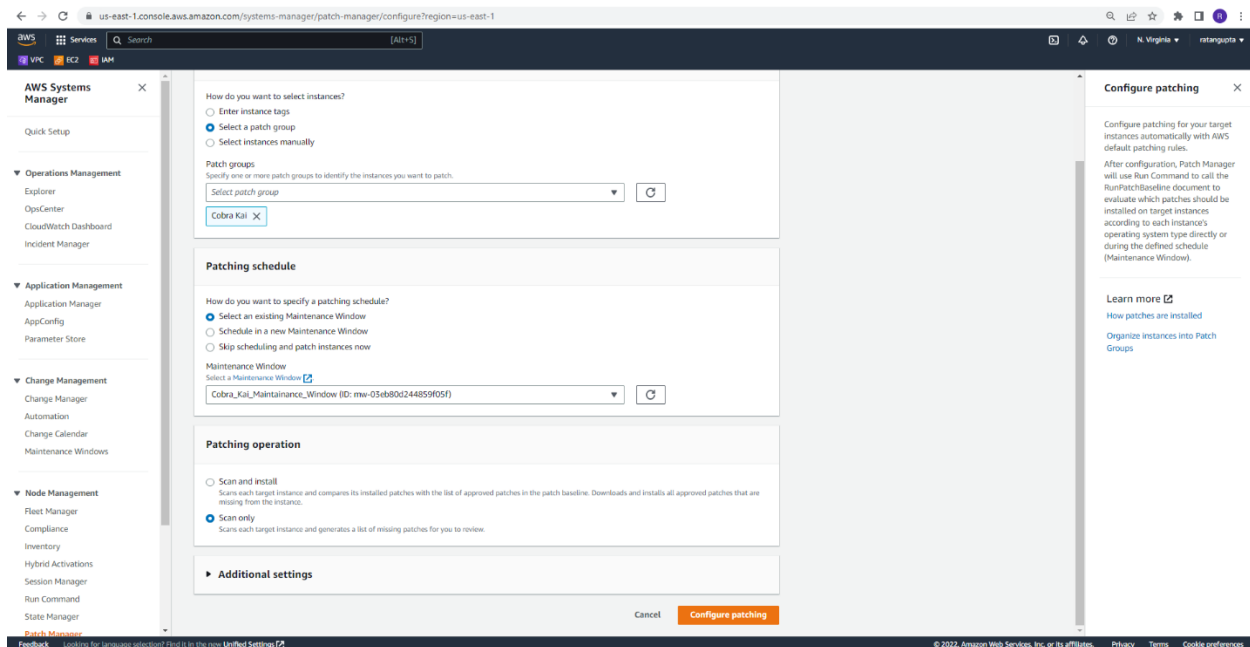 us-east-1.console.aws.amazon.com/systems-manager/patch-manager/configure?region=us-east-1
aws Services Search [Alt+S] N. Virginia ratangupta
VPC EC2 IAM
AWS Systems
Manager
Quick Setup
Operations Management
Explorer
OpsCenter
CloudWatch Dashboard
Incident Manager
Application Management
Application Manager
AppConfig
Parameter Store
Change Management
Change Manager
Automation
Change Calendar
Maintenance Windows
Node Management
Fleet Manager
Compliance
Inventory
Hybrid Activations
Session Manager
Run Command
State Manager
Patch Manager
How do you want to select instances?
Enter instance tags
Select a patch group
Select instances manually
Patch groups
Specify one or more patch groups to identify the instances you want to patch.
Select patch group
Cobra Kai
Patching schedule
How do you want to specify a patching schedule?
Select an existing Maintenance Window
Schedule in a new Maintenance Window
Skip scheduling and patch instances now
Maintenance Window
Select a Maintenance Window
Cobra_Kai_Maintainance_Window (ID: mw-03eb80d244859f05f)
Patching operation
Scan and install
Scans each target instance and compares its installed patches with the list of approved patches in the patch baseline. Downloads and installs all approved patches that are
missing from the instance.
Scan only
Scans each target instance and generates a list of missing patches for you to review.
Additional settings
Cancel Configure patching
Configure patching
Configure patching for your target
instances automatically with AWS
default patching rules.
After configuration, Patch Manager
will use Run Command to call the
RunPatchBaseline document to
evaluate which patches should be
installed on target instances
according to each instance's
operating system type directly or
during the defined schedule
(Maintenance Window).
Learn more
How patches are installed
Organize instances into Patch
Groups
Feedback Looking for language selection? Find it in the new Unified Settings © 2022, Amazon Web Services, Inc. or its affiliates. Privacy Terms Cookie preferences